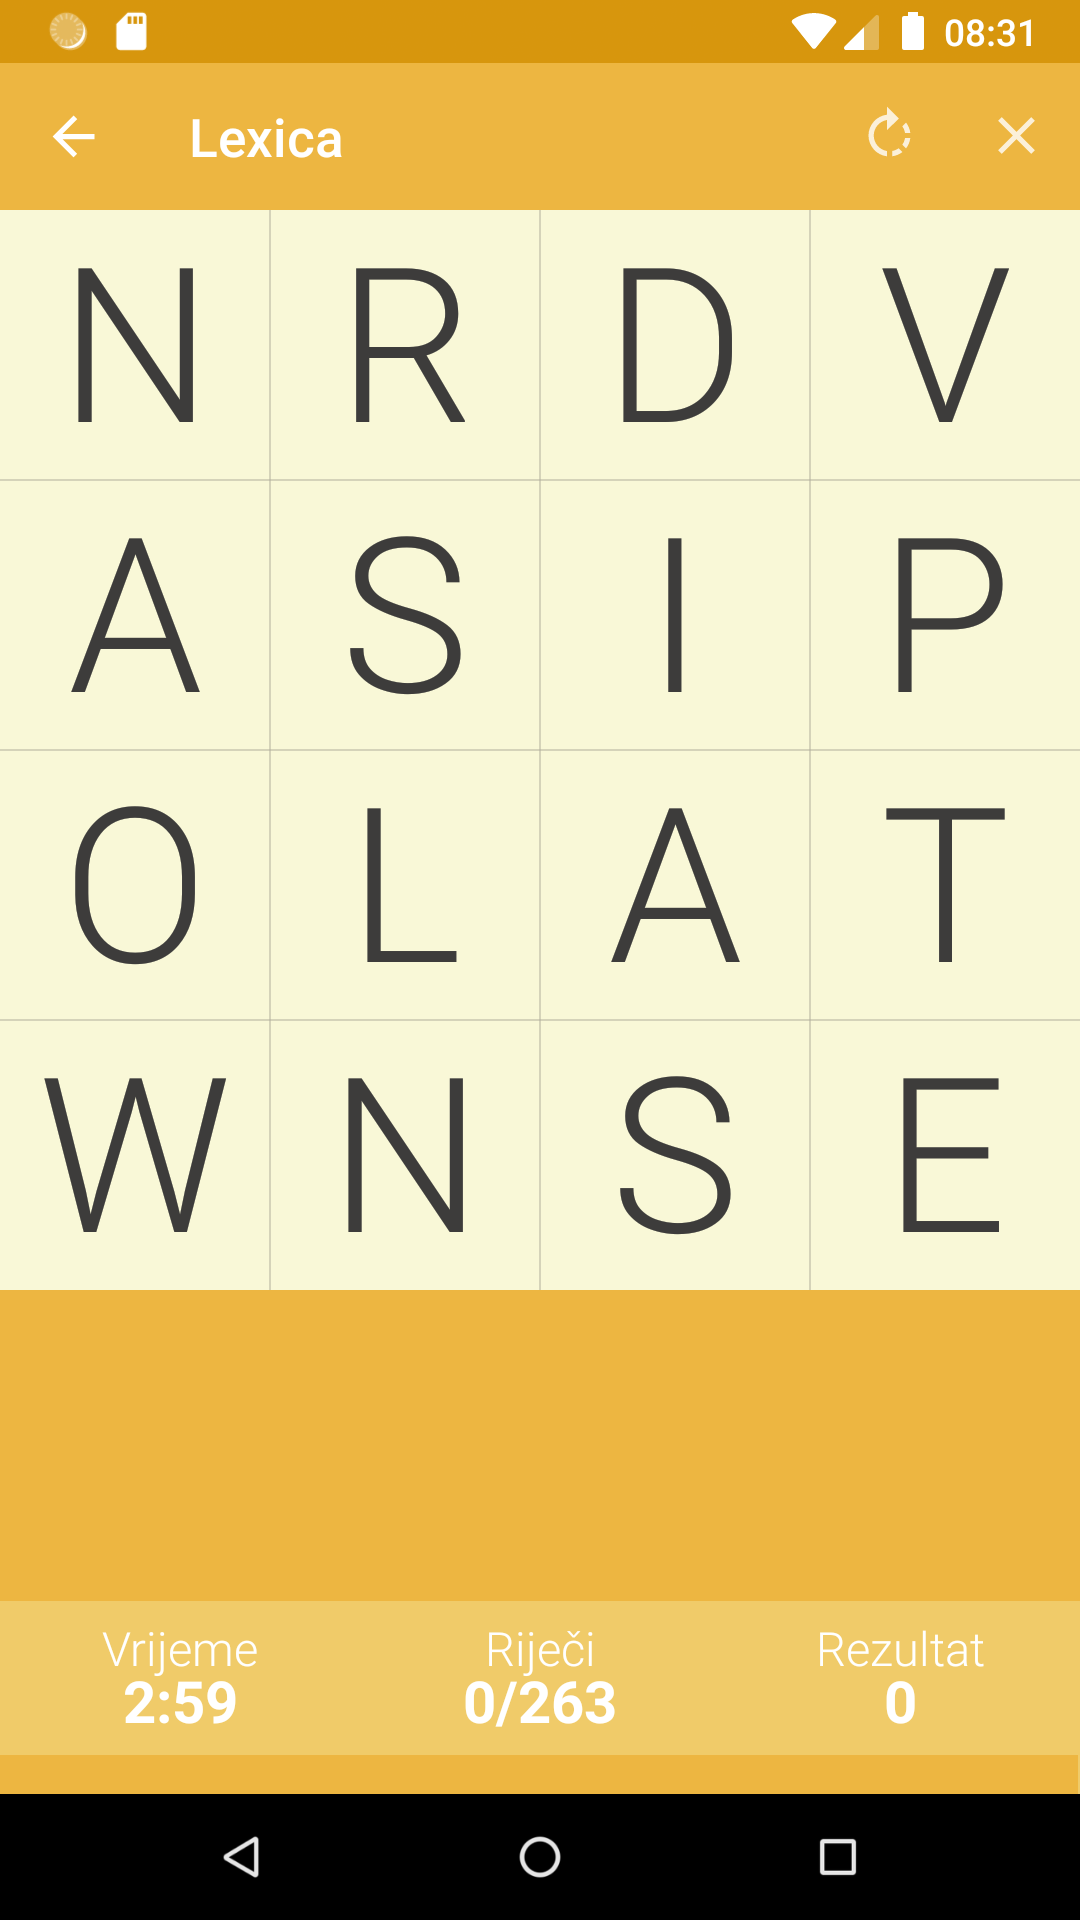 08:31
Lexica
N R D V
A S I P
O L A T
W N S E
Vrijeme Riječi Rezultat
2:59 0/263 0